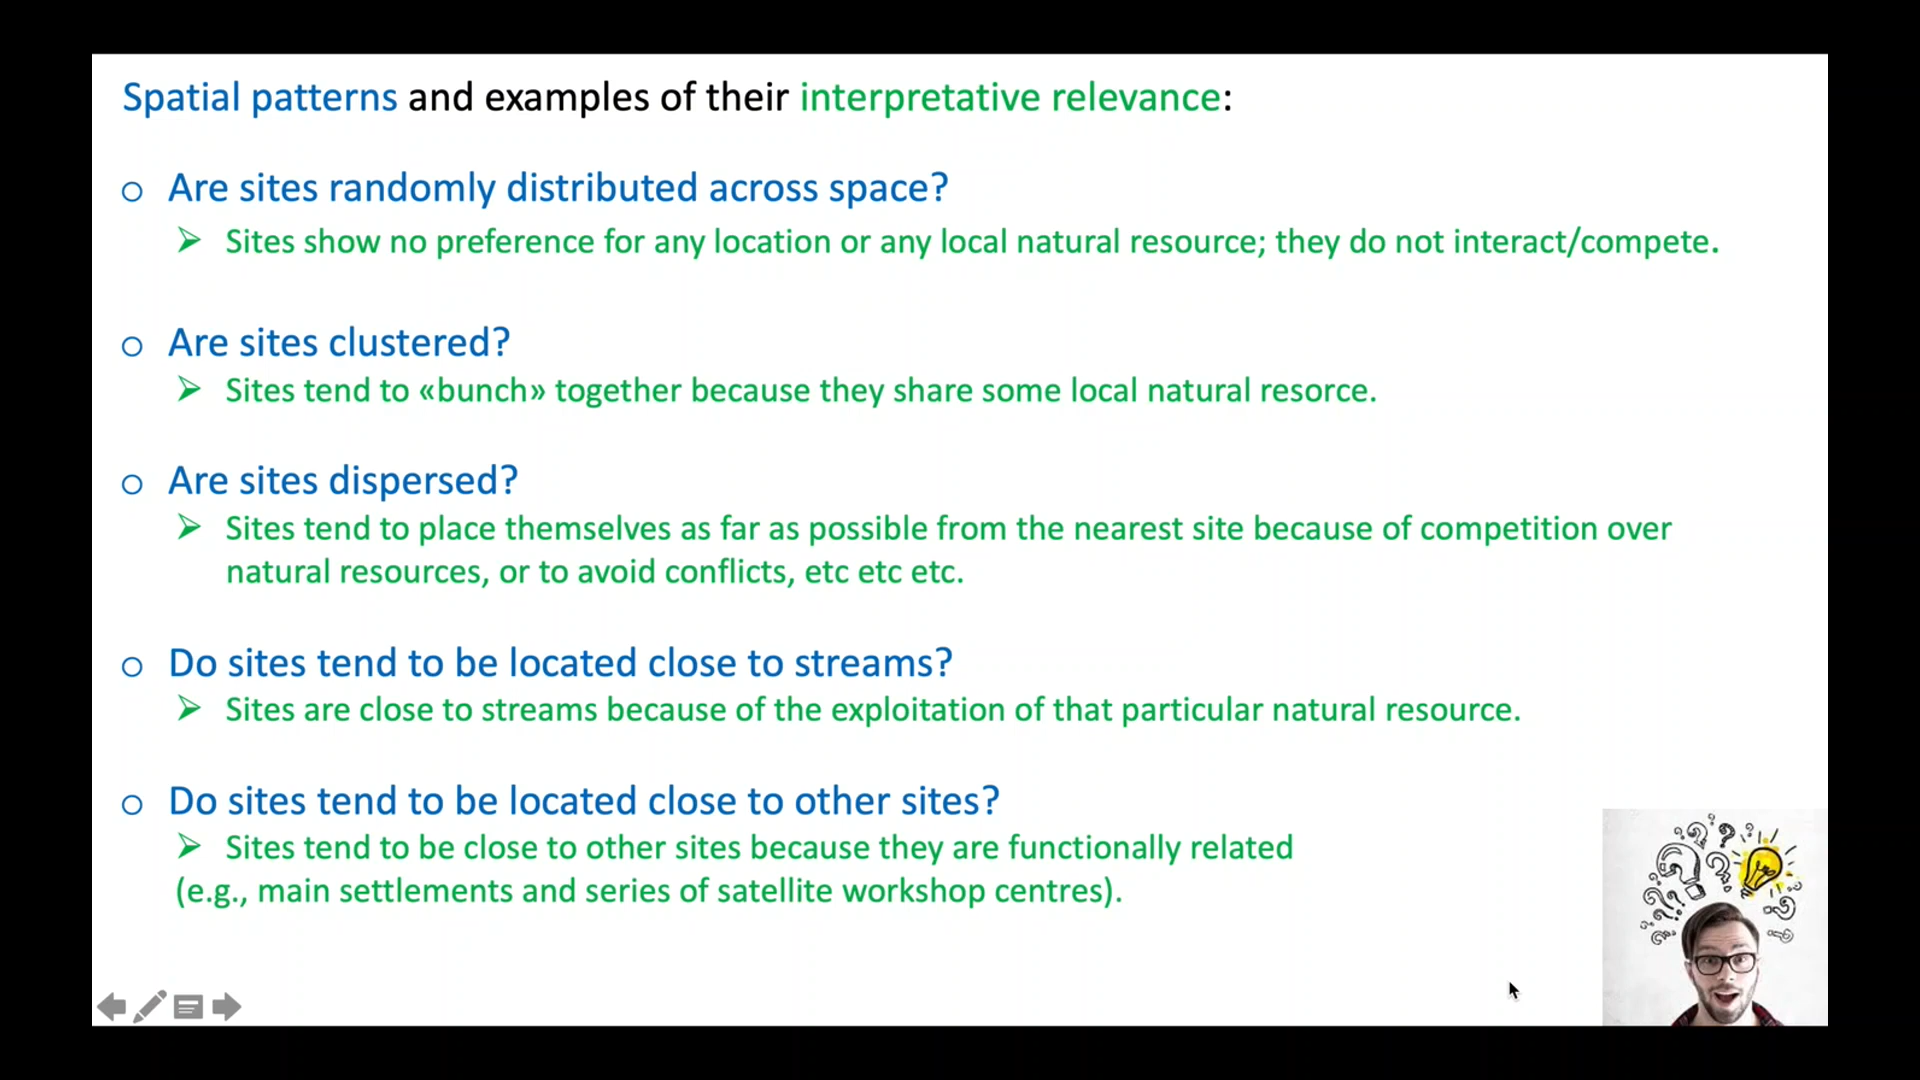 Spatial patterns and examples of their interpretative relevance:
o Are sites randomly distributed across space?
➢ Sites show no preference for any location or any local natural resource; they do not interact/compete.
o Are sites clustered?
➢ Sites tend to «bunch» together because they share some local natural resorce.
o Are sites dispersed?
➢ Sites tend to place themselves as far as possible from the nearest site because of competition over
natural resources, or to avoid conflicts, etc etc etc.
o Do sites tend to be located close to streams?
➢ Sites are close to streams because of the exploitation of that particular natural resource.
o Do sites tend to be located close to other sites?
➢ Sites tend to be close to other sites because they are functionally related
(e.g., main settlements and series of satellite workshop centres).